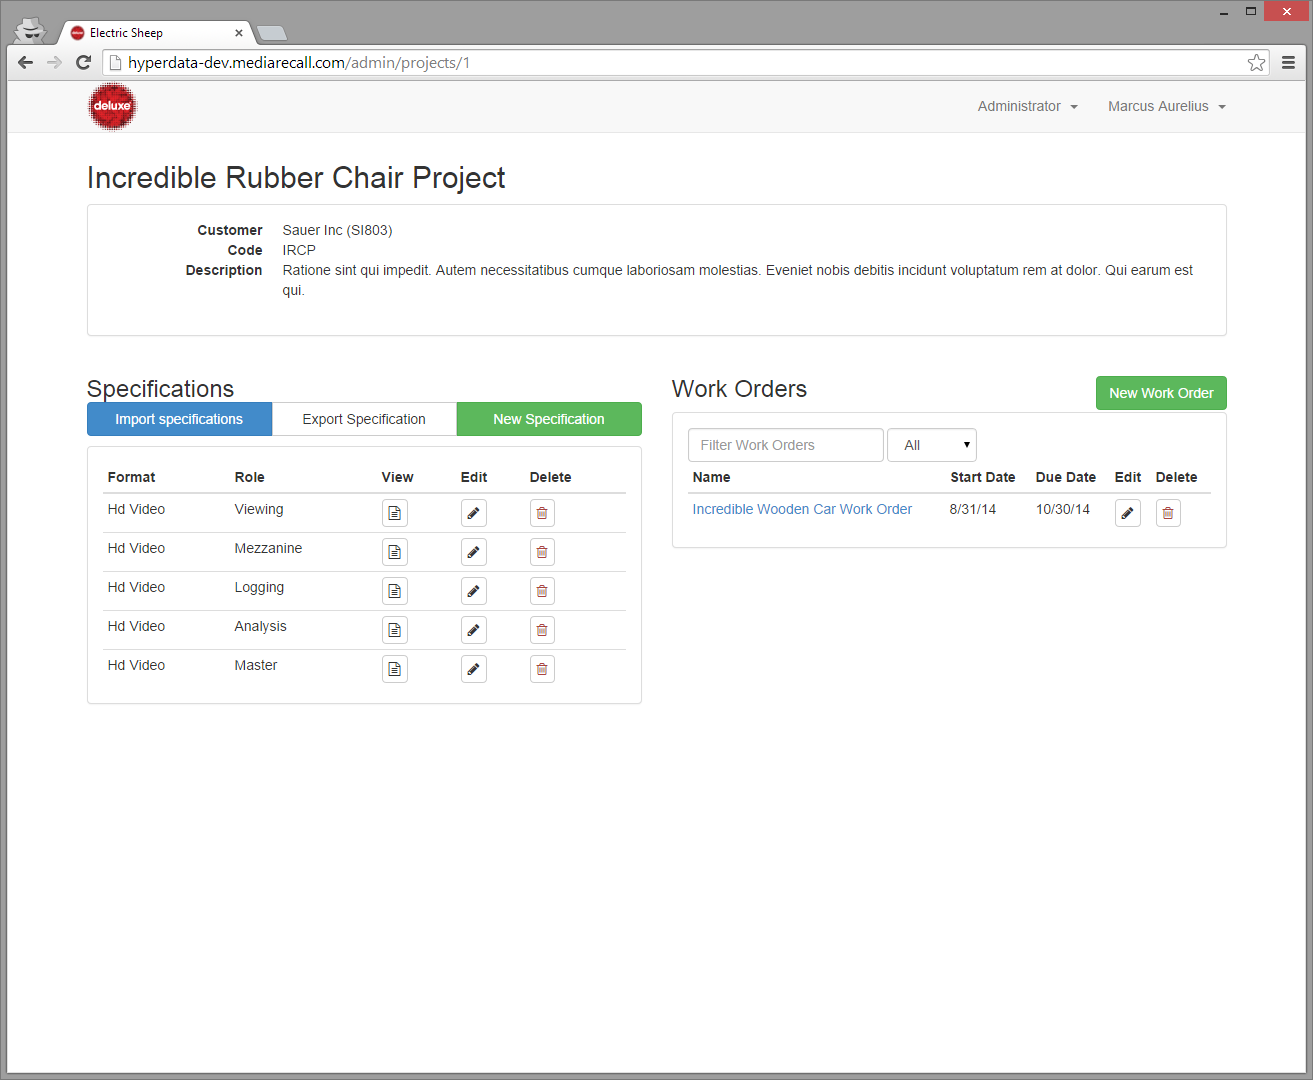 Electric Sheep
hyperdata-dev.mediarecall.com/admin/projects/1
deluxe
Administrator
Marcus Aurelius
Incredible Rubber Chair Project
Customer Sauer Inc (SI803)
Code IRCP
Description Ratione sint qui impedit. Autem necessitatibus cumque laboriosam molestias. Eveniet nobis debitis incidunt voluptatum rem at dolor. Qui earum est
qui.
Specifications
Import specifications Export Specification New Specification
Format Role View Edit Delete
Hd Video Viewing
Hd Video Mezzanine
Hd Video Logging
Hd Video Analysis
Hd Video Master
Work Orders
New Work Order
Filter Work Orders All
Name Start Date Due Date Edit Delete
Incredible Wooden Car Work Order 8/31/14 10/30/14